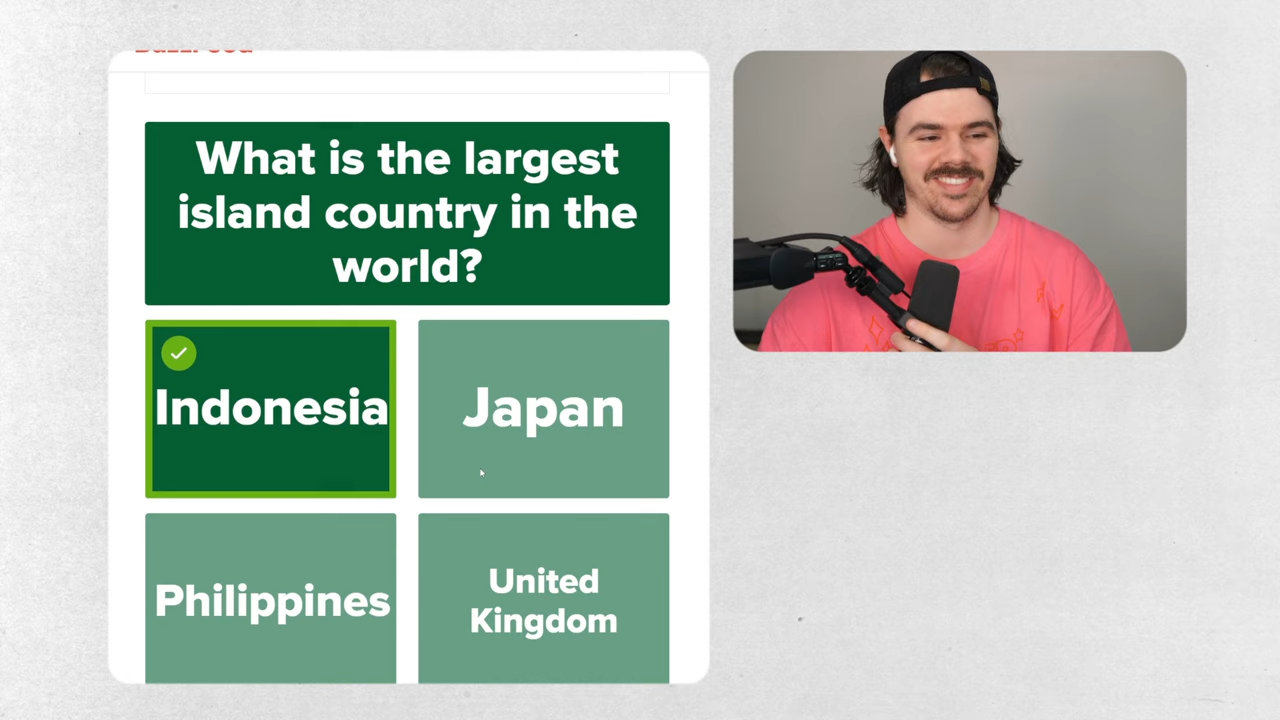 What is the largest
island country in the
world?
Indonesia
Japan
Philippines
United
Kingdom